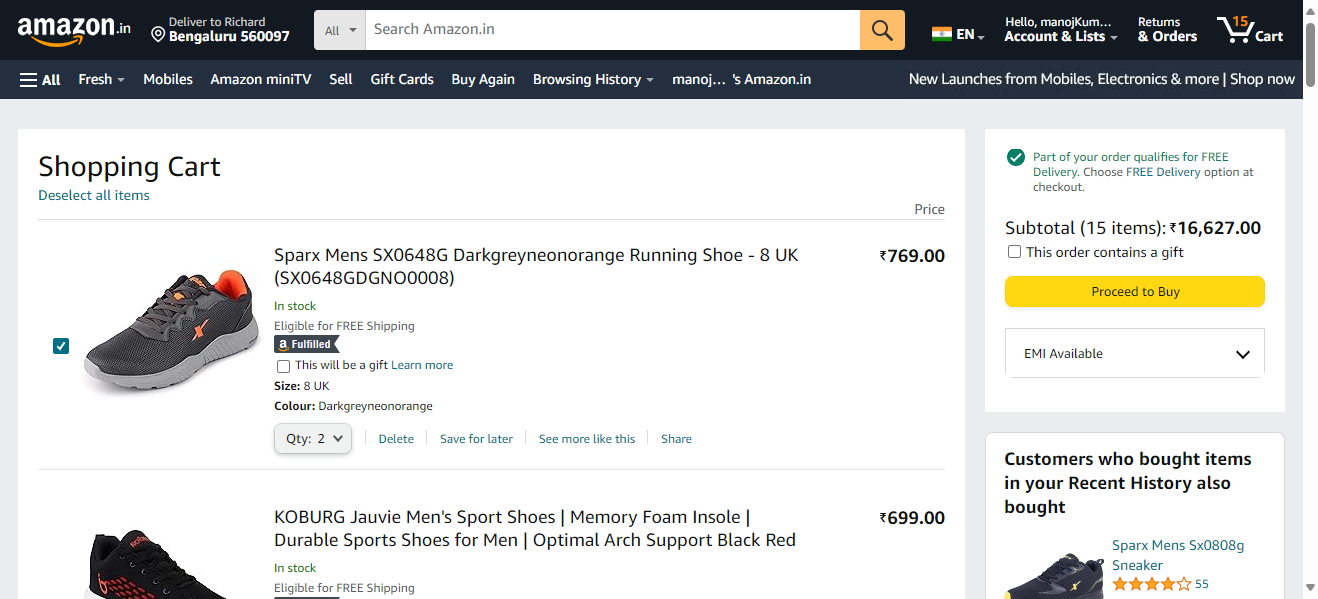 amazon.in
Deliver to Richard
Bengaluru 560097
All
Search Amazon.in
EN
Hello, manojKum...
Account & Lists
Returns
& Orders
15
Cart
All
Fresh
Mobiles
Amazon miniTV
Sell
Gift Cards
Buy Again
Browsing History
manoj... 's Amazon.in
New Launches from Mobiles, Electronics & more | Shop now
Shopping Cart
Deselect all items
Price
Sparx Mens SX0648G Darkgreyneonorange Running Shoe - 8 UK
(SX0648GDGNO0008)
₹769.00
In stock
Eligible for FREE Shipping
a Fulfilled
This will be a gift Learn more
Size: 8 UK
Colour: Darkgreyneonorange
Qty: 2
Delete
Save for later
See more like this
Share
KOBURG Jauvie Men's Sport Shoes | Memory Foam Insole |
Durable Sports Shoes for Men | Optimal Arch Support Black Red
₹699.00
In stock
Eligible for FREE Shipping
Part of your order qualifies for FREE
Delivery. Choose FREE Delivery option at
checkout.
Subtotal (15 items): ₹16,627.00
This order contains a gift
Proceed to Buy
EMI Available
Customers who bought items
in your Recent History also
bought
Sparx Mens Sx0808g
Sneaker
55